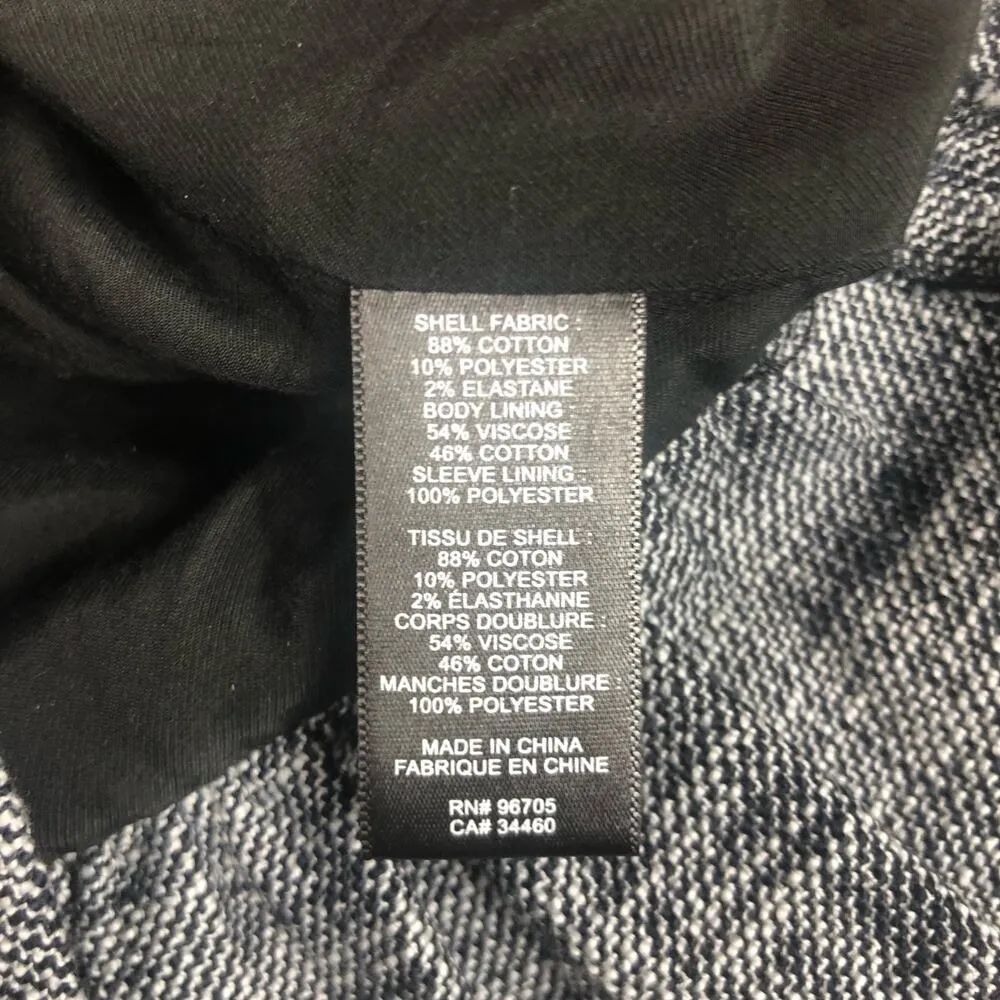 SHELL FABRIC :
88% COTTON
10% POLYESTER
2% ELASTANE
BODY LINING :
54% VISCOSE
46% COTTON
SLEEVE LINING :
100% POLYESTER
TISSU DE SHELL :
88% COTON
10% POLYESTER
2% ÉLASTHANNE
CORPS DOUBLURE :
54% VISCOSE
46% COTON
MANCHES DOUBLURE :
100% POLYESTER
MADE IN CHINA
FABRIQUE EN CHINE
RN# 96705
CA# 34460